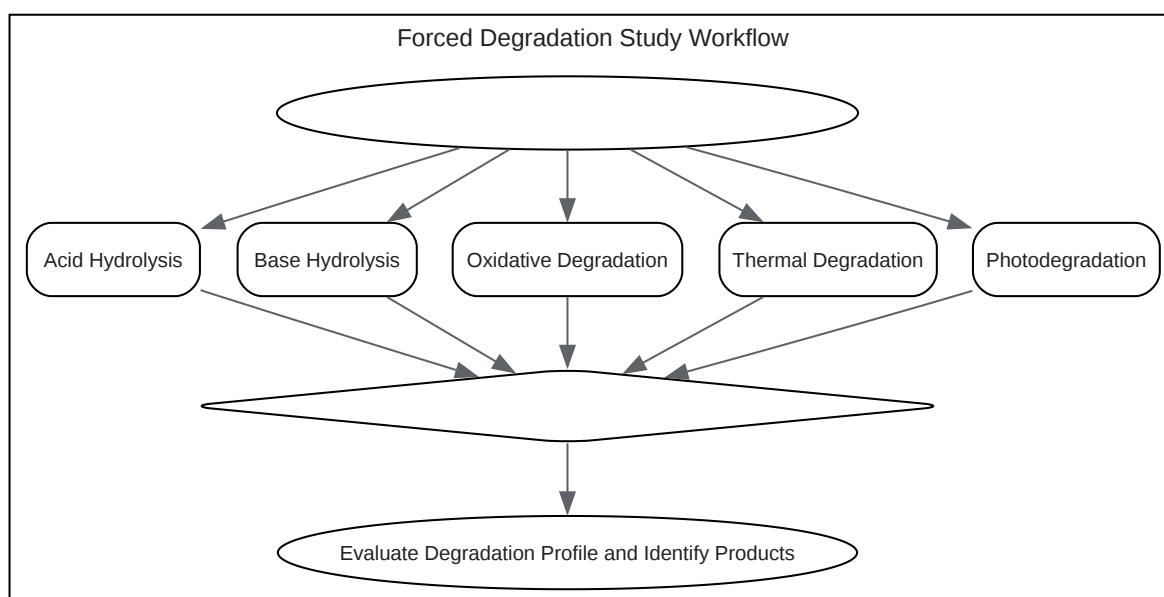 Forced Degradation Study Workflow
Acid Hydrolysis
Base Hydrolysis
Oxidative Degradation
Thermal Degradation
Photodegradation
Evaluate Degradation Profile and Identify Products